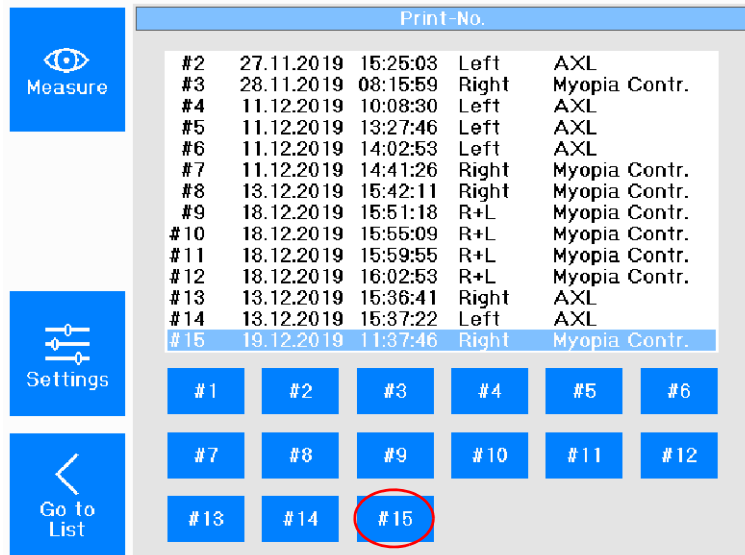 Print-No.
Measure
#2 27.11.2019 15:25:03 Left AXL
#3 28.11.2019 08:15:59 Right Myopia Contr.
#4 11.12.2019 10:08:30 Left AXL
#5 11.12.2019 13:27:46 Left AXL
#6 11.12.2019 14:02:53 Left AXL
#7 11.12.2019 14:41:26 Right Myopia Contr.
#8 13.12.2019 15:42:11 Right Myopia Contr.
#9 18.12.2019 15:51:18 R+L Myopia Contr.
#10 18.12.2019 15:55:09 R+L Myopia Contr.
#11 18.12.2019 15:59:55 R+L Myopia Contr.
#12 18.12.2019 16:02:53 R+L Myopia Contr.
#13 13.12.2019 15:36:41 Right AXL
#14 13.12.2019 15:37:22 Left AXL
#15 19.12.2019 11:37:46 Right Myopia Contr.
Settings
#1 #2 #3 #4 #5 #6
#7 #8 #9 #10 #11 #12
#13 #14 #15
Go to
List